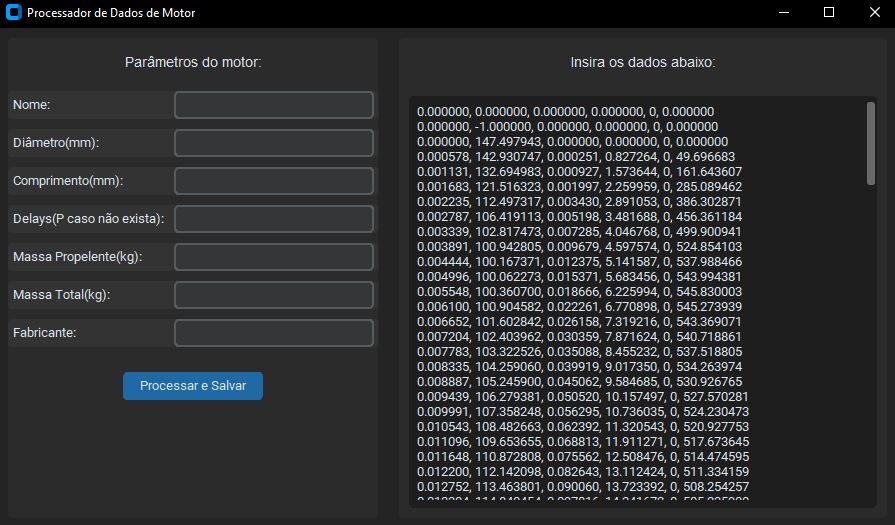 Processador de Dados de Motor
Parâmetros do motor:
Nome:
Diâmetro(mm):
Comprimento(mm):
Delays(P caso não exista):
Massa Propelente(kg):
Massa Total(kg):
Fabricante:
Processar e Salvar
Insira os dados abaixo:
0.000000, 0.000000, 0.000000, 0.000000, 0, 0.000000
0.000000, -1.000000, 0.000000, 0.000000, 0, 0.000000
0.000000, 147.497943, 0.000000, 0.000000, 0, 0.000000
0.000578, 142.930747, 0.000251, 0.827264, 0, 49.696683
0.001131, 132.694983, 0.000927, 1.573644, 0, 161.643607
0.001683, 121.516323, 0.001997, 2.259959, 0, 285.089462
0.002235, 112.497317, 0.003430, 2.891053, 0, 386.302871
0.002787, 106.419113, 0.005198, 3.481688, 0, 456.361184
0.003339, 102.817473, 0.007285, 4.046768, 0, 499.900941
0.003891, 100.942805, 0.009679, 4.597574, 0, 524.854103
0.004444, 100.167371, 0.012375, 5.141587, 0, 537.988466
0.004996, 100.062273, 0.015371, 5.683456, 0, 543.994381
0.005548, 100.360700, 0.018666, 6.225994, 0, 545.830003
0.006100, 100.904582, 0.022261, 6.770898, 0, 545.273939
0.006652, 101.602842, 0.026158, 7.319216, 0, 543.369071
0.007204, 102.403962, 0.030359, 7.871624, 0, 540.718861
0.007783, 103.322526, 0.035088, 8.455232, 0, 537.518805
0.008335, 104.259060, 0.039919, 9.017350, 0, 534.263974
0.008887, 105.245900, 0.045062, 9.584685, 0, 530.926765
0.009439, 106.279381, 0.050520, 10.157497, 0, 527.570281
0.009991, 107.358248, 0.056295, 10.736035, 0, 524.230473
0.010543, 108.482663, 0.062392, 11.320543, 0, 520.927753
0.011096, 109.653655, 0.068813, 11.911271, 0, 517.673645
0.011648, 110.872808, 0.075562, 12.508476, 0, 514.474595
0.012200, 112.142098, 0.082643, 13.112424, 0, 511.334159
0.012752, 113.463801, 0.090060, 13.723392, 0, 508.254257